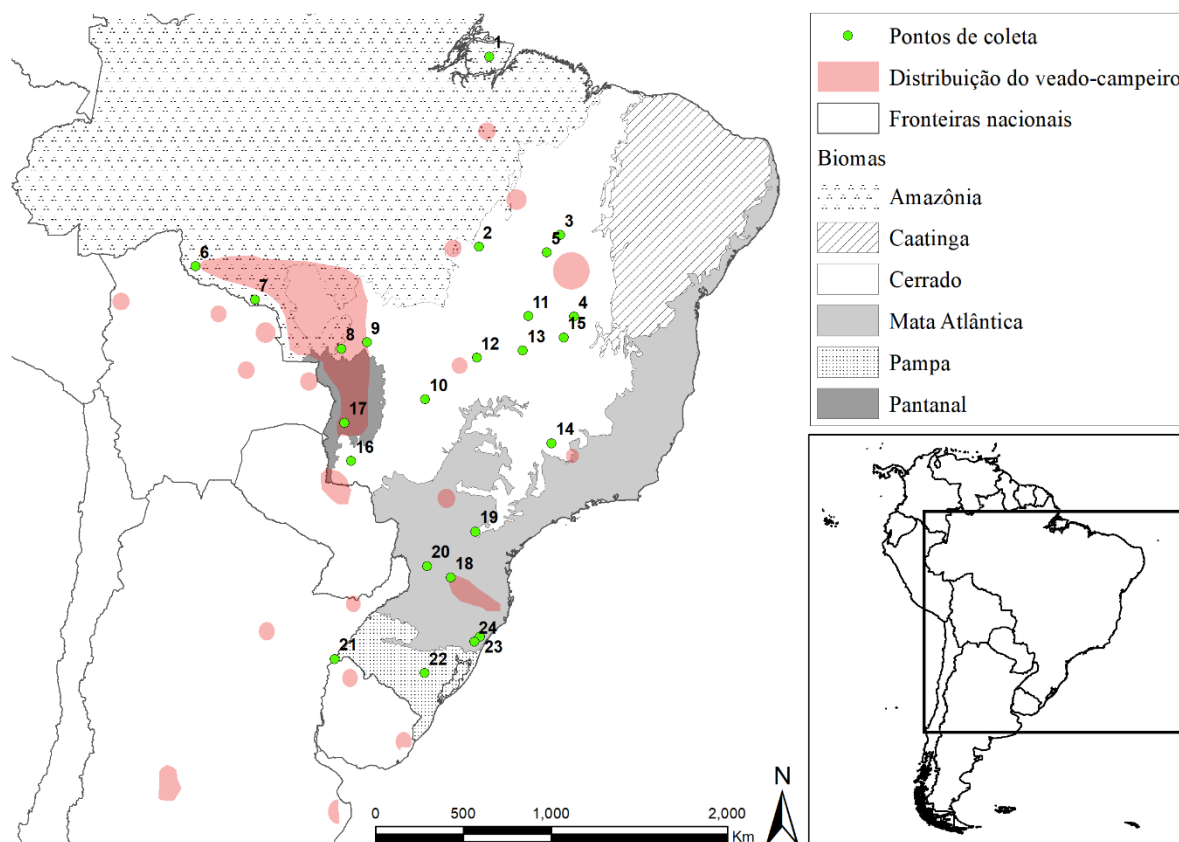 1
2
3
5
4
6
7
8
9
11
15
13
12
10
17
16
14
19
20
18
24
23
21
22
N
0
500
1,000
2,000
Km
Pontos de coleta
Distribuição do veado-campeiro
Fronteiras nacionais
Biomas
Amazônia
Caatinga
Cerrado
Mata Atlântica
Pampa
Pantanal